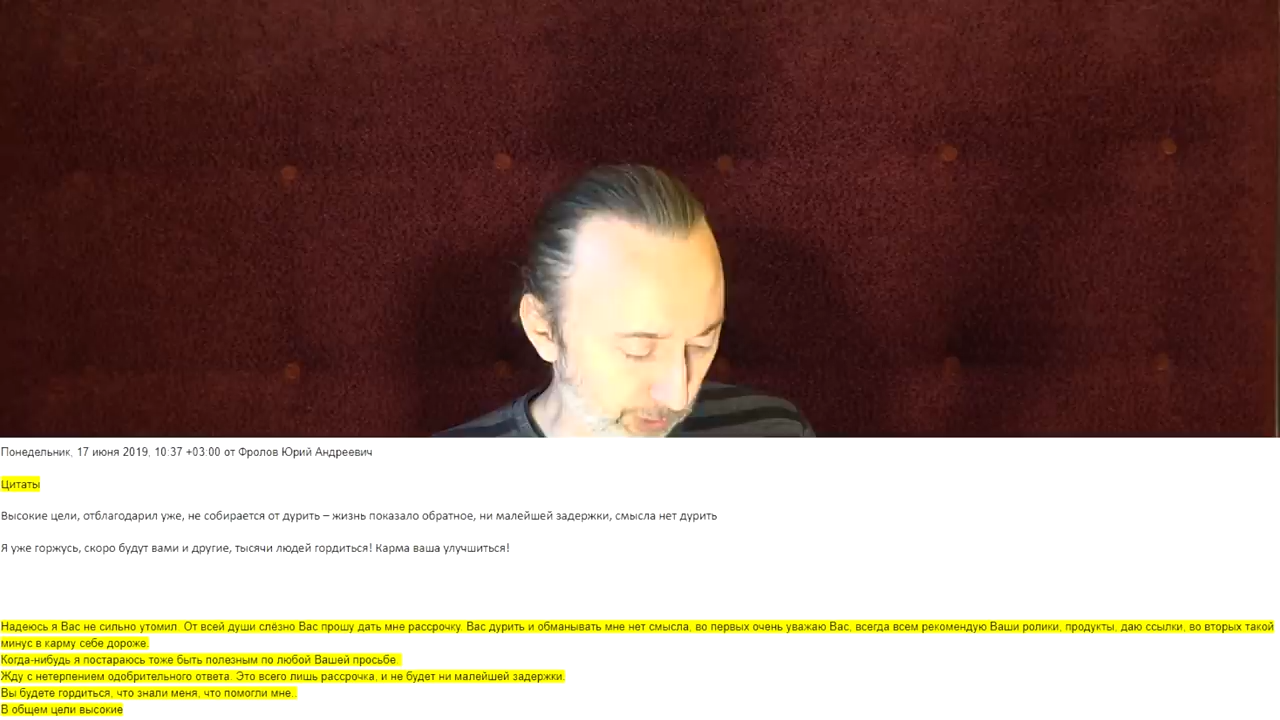 Понедельник, 17 июня 2019, 10:37 +03:00 от Фролов Юрий Андреевич
Цитаты
Высокие цели, отблагодарил уже, не собирается от дурить – жизнь показало обратное, ни малейшей задержки, смысла нет дурить
Я уже горжусь, скоро будут вами и другие, тысячи людей гордиться! Карма ваша улучшиться!
Надеюсь я Вас не сильно утомил. От всей души слёзно Вас прошу дать мне рассрочку. Вас дурить и обманывать мне нет смысла, во первых очень уважаю Вас, всегда всем рекомендую Ваши ролики, продукты, даю ссылки, во вторых такой
минус в карму себе дороже.
Когда-нибудь я постараюсь тоже быть полезным по любой Вашей просьбе.
Жду с нетерпением одобрительного ответа. Это всего лишь рассрочка, и не будет ни малейшей задержки.
Вы будете гордиться, что знали меня, что помогли мне..
В общем цели высокие